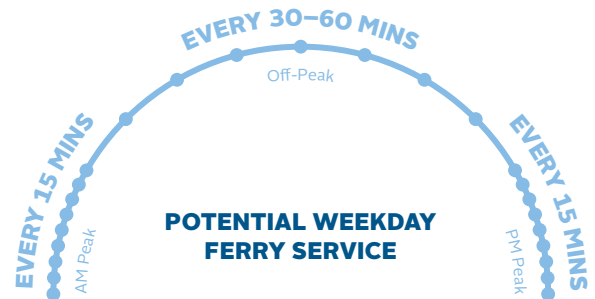 EVERY 30–60 MINS
Off-Peak
EVERY 15 MINS
AM Peak
POTENTIAL WEEKDAY
FERRY SERVICE
EVERY 15 MINS
PM Peak